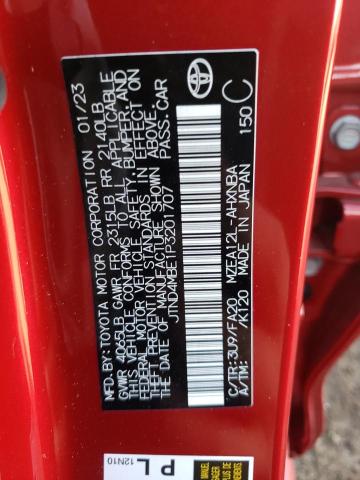 MFD BY: TOYOTA MOTOR CORPORATION 01/23
GVWR 4065LB GAWR FR 2315LB RR 2140LB
THIS VEHICLE CONFORMS TO ALL APPLICABLE
FEDERAL MOTOR VEHICLE SAFETY, BUMPER, AND
THEFT PREVENTION STANDARDS IN EFFECT ON
THE DATE OF MANUFACTURE SHOWN ABOVE.
JTND4MBE1P3201707 PASS.CAR
C/TR:3U9/FA20 MZEA12L-AHXNBA
A/TM: /K120 MADE IN JAPAN 150 C
P L
12N10
MANUEL